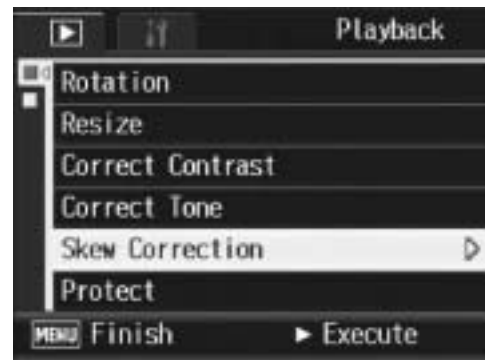 Playback
Rotation
Resize
Correct Contrast
Correct Tone
Skew Correction
Protect
MENU Finish ► Execute